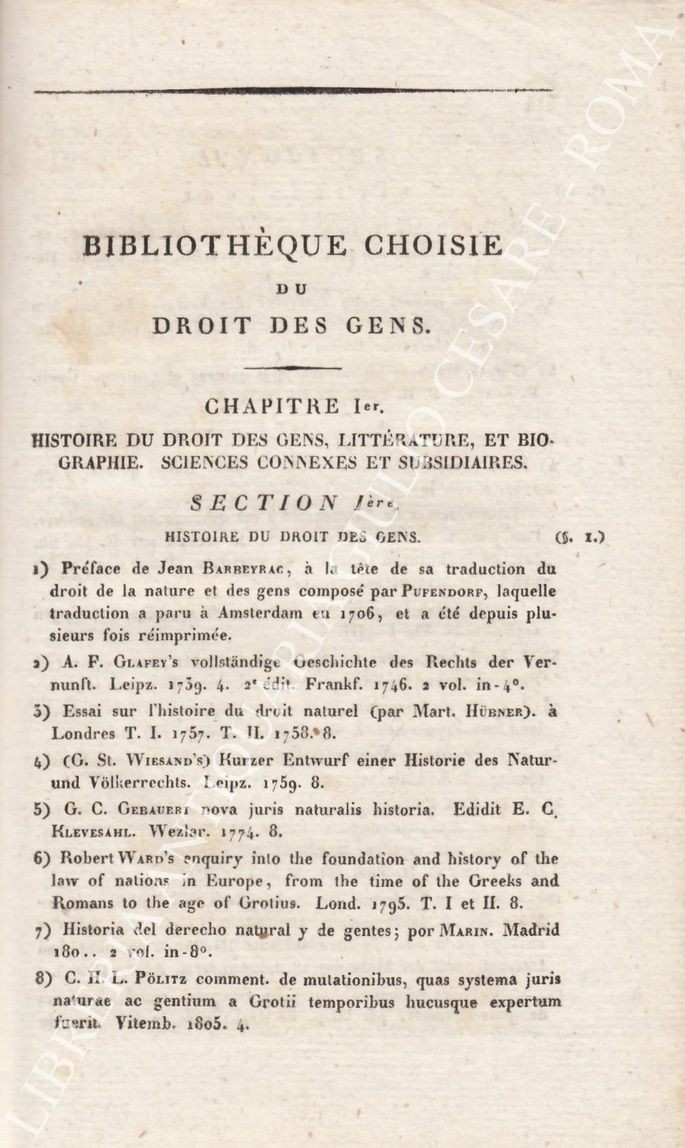 BIBLIOTHÈQUE CHOISIE
DU
DROIT DES GENS.
CHAPITRE Ier.
HISTOIRE DU DROIT DES GENS, LITTÉRATURE, ET BIO-
GRAPHIE. SCIENCES CONNEXES ET SUBSIDIAIRES.
SECTION Ière.
HISTOIRE DU DROIT DES GENS. (§. 1.)
1) Préface de Jean BARBEYRAC, à la tête de sa traduction du
droit de la nature et des gens composé par PUFENDORF, laquelle
traduction a paru à Amsterdam en 1706, et a été depuis plu-
sieurs fois réimprimée.
2) A. F. GLAFEY's vollständige Geschichte des Rechts der Ver-
nunft. Leipz. 1739. 4. 2e édit. Frankf. 1746. 2 vol. in-4°.
3) Essai sur l'histoire du droit naturel (par Mart. HÜBNER). à
Londres T. I. 1757. T. II. 1758. 8.
4) (G. St. WIESAND's) Kurzer Entwurf einer Historie des Natur-
und Völkerrechts. Leipz. 1759. 8.
5) G. C. GEBAUERI nova juris naturalis historia. Edidit E. C.
KLEVESAHL. Wezlar. 1774. 8.
6) Robert WARD's enquiry into the foundation and history of the
law of nations in Europe, from the time of the Greeks and
Romans to the age of Grotius. Lond. 1795. T. I et II. 8.
7) Historia del derecho natural y de gentes; por MARIN. Madrid
180.. 2 vol. in-8°.
8) C. H. L. PÖLITZ comment. de mutationibus, quas systema juris
naturae ac gentium a Grotii temporibus hucusque expertum
fuerit. Vitemb. 1805. 4.
LIBRERIA ANTIQUARIA GIULIO CESARE - ROMA